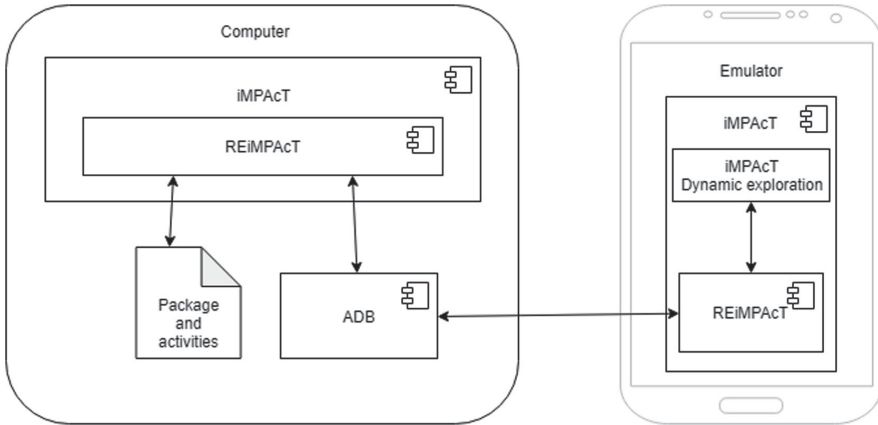 Computer
iMPAcT
REiMPAcT
Package
and
activities
ADB
Emulator
iMPAcT
iMPAcT
Dynamic exploration
REiMPAcT